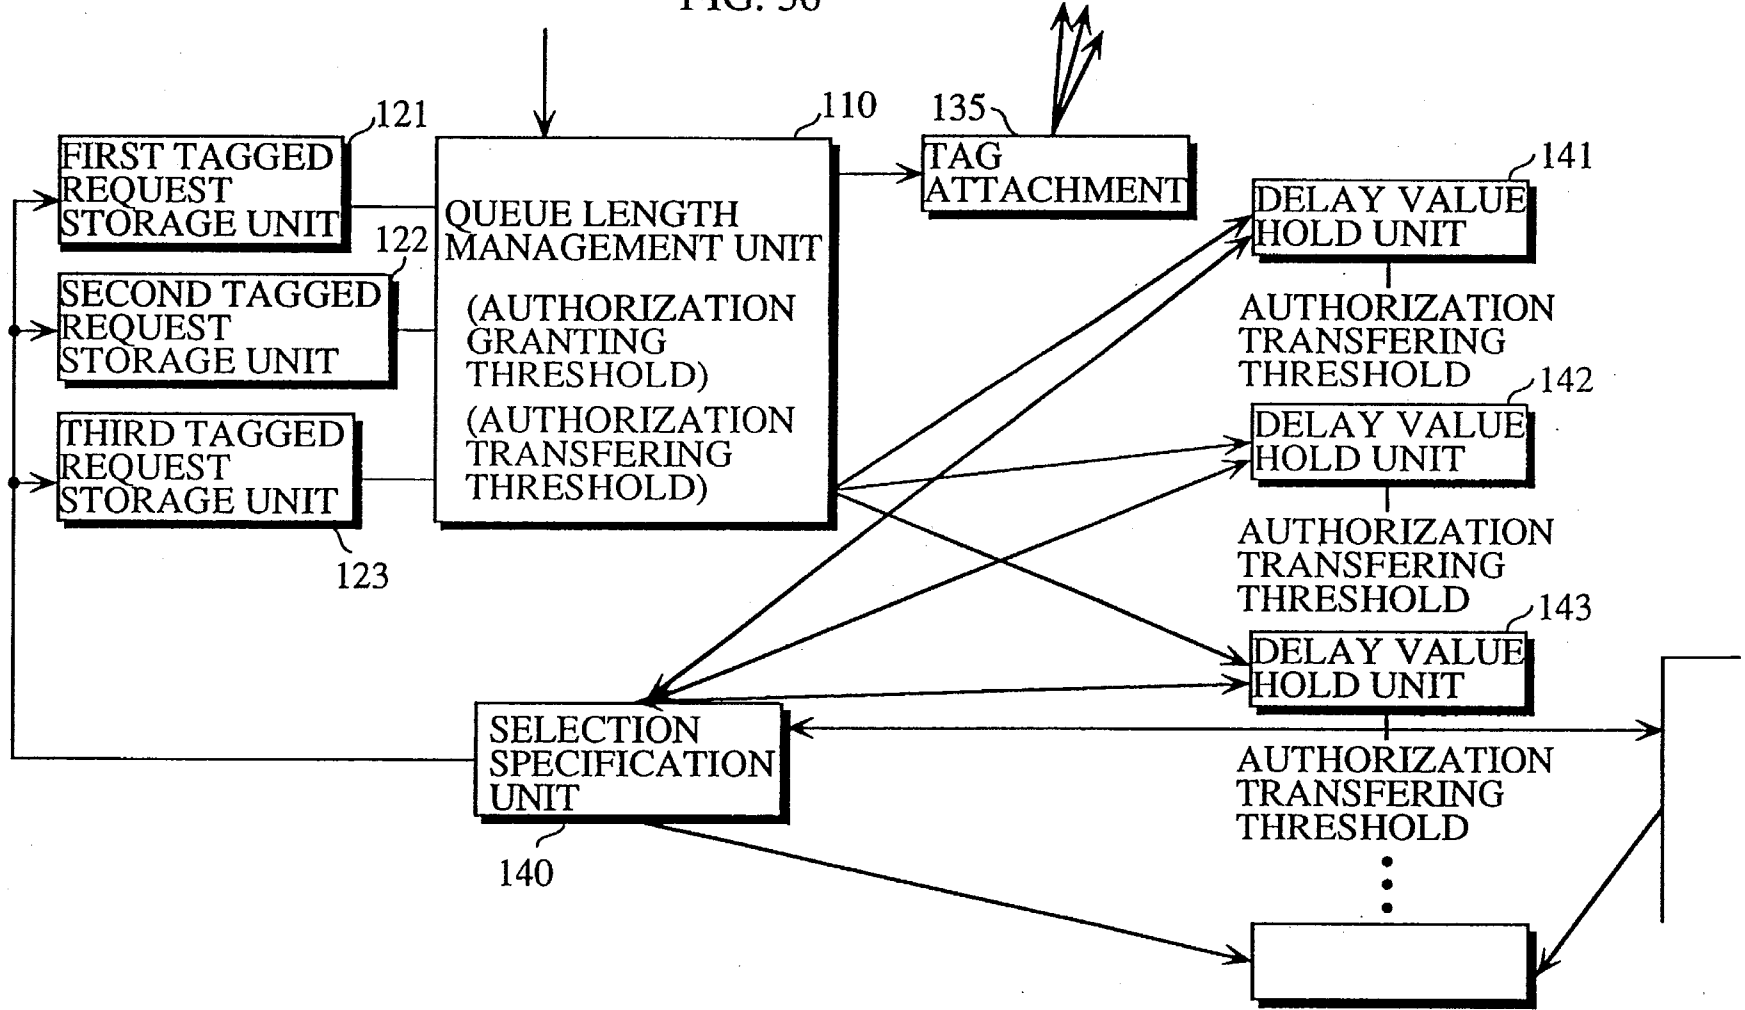 121
110
135
FIRST TAGGED
REQUEST
STORAGE UNIT
TAG
ATTACHMENT
141
DELAY VALUE
HOLD UNIT
QUEUE LENGTH
MANAGEMENT UNIT
122
SECOND TAGGED
REQUEST
STORAGE UNIT
(AUTHORIZATION
GRANTING
THRESHOLD)
AUTHORIZATION
TRANSFERING
THRESHOLD
142
(AUTHORIZATION
TRANSFERING
THRESHOLD)
DELAY VALUE
HOLD UNIT
THIRD TAGGED
REQUEST
STORAGE UNIT
123
AUTHORIZATION
TRANSFERING
THRESHOLD
143
DELAY VALUE
HOLD UNIT
SELECTION
SPECIFICATION
UNIT
140
AUTHORIZATION
TRANSFERING
THRESHOLD